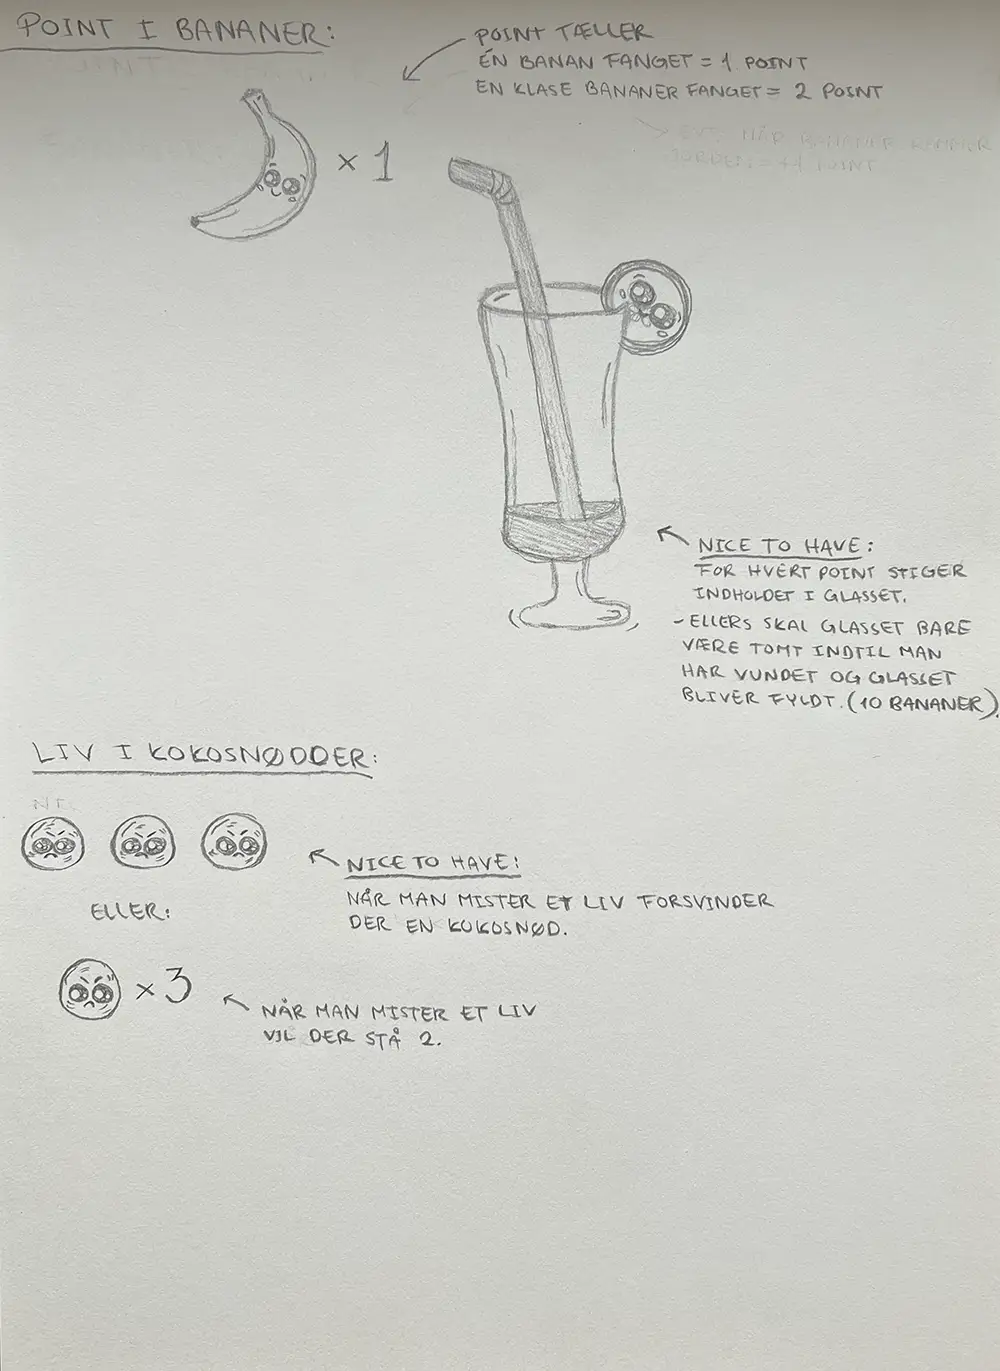 POINT I BANANER:
POINT TÆLLER
ÉN BANAN FANGET = 1 POINT
EN KLASE BANANER FANGET = 2 POINT
× 1
NICE TO HAVE:
FOR HVERT POINT STIGER
INDHOLDET I GLASSET.
- ELLERS SKAL GLASSET BARE
VÆRE TOMT INDTIL MAN
HAR VUNDET OG GLASSET
BLIVER FYLDT. (10 BANANER).
LIV I KOKOSNØDDER:
NICE TO HAVE:
NÅR MAN MISTER ET LIV FORSVINDER
DER EN KOKOSNØD.
ELLER:
× 3
NÅR MAN MISTER ET LIV
VIL DER STÅ 2.